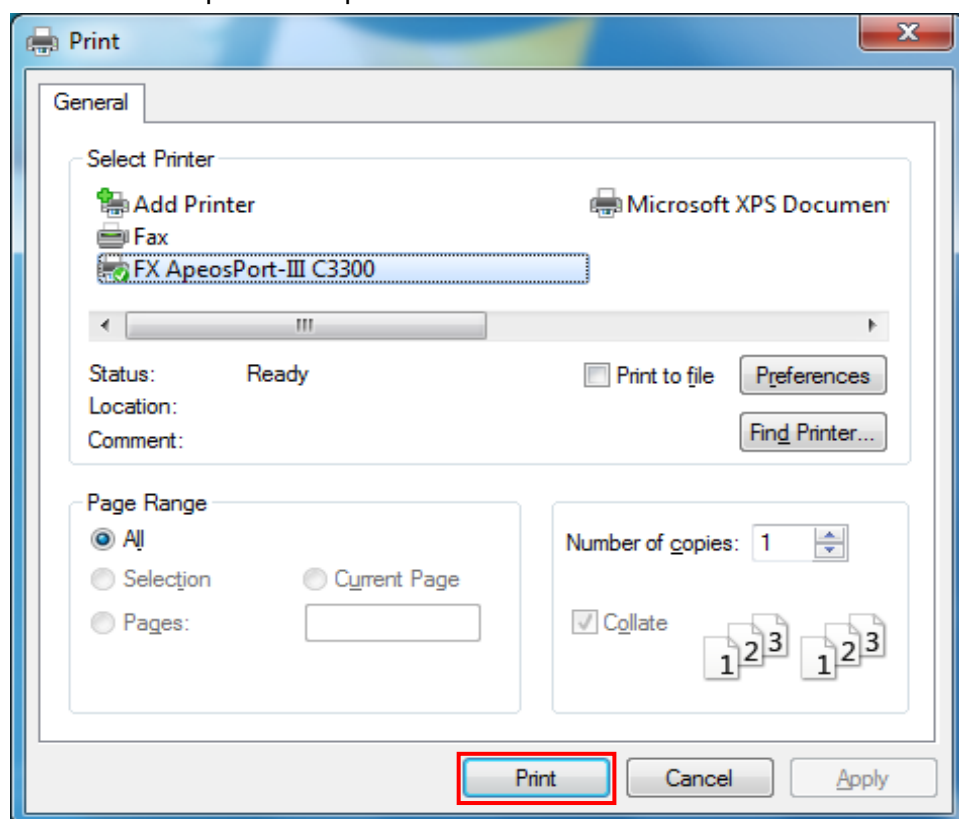 Print
General
Select Printer
Add Printer
Microsoft XPS Documen
Fax
FX ApeosPort-III C3300
Status: Ready
Print to file
Preferences
Location:
Comment:
Find Printer...
Page Range
All
Selection
Current Page
Pages:
Number of copies: 1
Collate
1 2 3 1 2 3
Print
Cancel
Apply